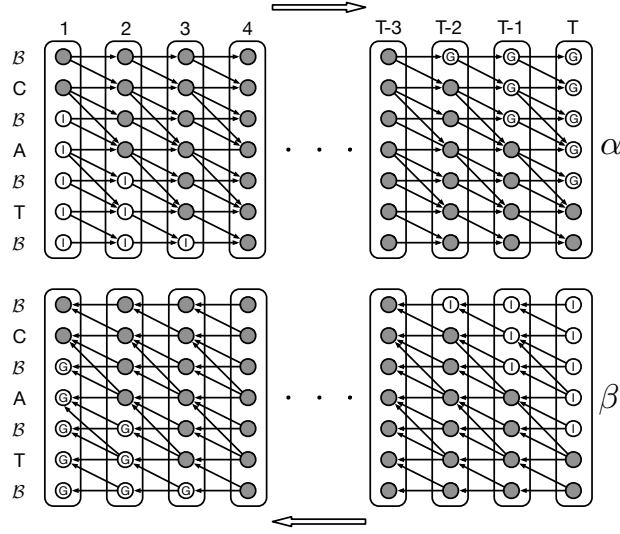 1 2 3 4 T-3 T-2 T-1 T
ℬ G G G
C G G
ℬ I G G
A I . . . G α
ℬ I I G
T I I
ℬ I I I
ℬ I I I
C I I
ℬ G I I
A G . . . I β
ℬ G G I
T G G
ℬ G G G